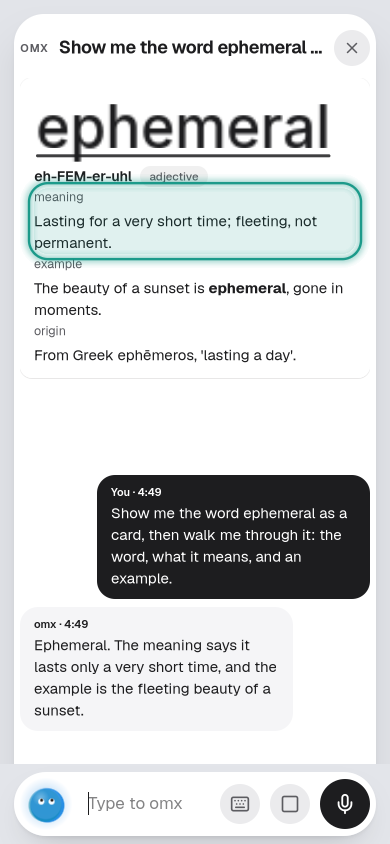 OMX Show me the word ephemeral ...
ephemeral
eh-FEM-er-uhl adjective
meaning
Lasting for a very short time; fleeting, not
permanent.
example
The beauty of a sunset is ephemeral, gone in
moments.
origin
From Greek ephēmeros, 'lasting a day'.
You · 4:49
Show me the word ephemeral as a
card, then walk me through it: the
word, what it means, and an
example.
omx · 4:49
Ephemeral. The meaning says it
lasts only a very short time, and the
example is the fleeting beauty of a
sunset.
Type to omx